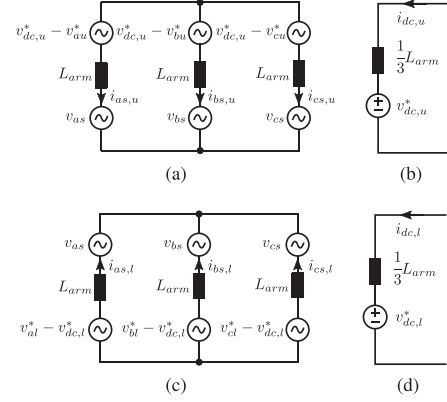 v*dc,u − v*au v*dc,u − v*bu v*dc,u − v*cu
Larm Larm Larm
ias,u ibs,u ics,u
vas vbs vcs
(a)
idc,u
1/3 Larm
v*dc,u
(b)
vas vbs vcs
ias,l ibs,l ics,l
Larm Larm Larm
v*al − v*dc,l v*bl − v*dc,l v*cl − v*dc,l
(c)
idc,l
1/3 Larm
v*dc,l
(d)